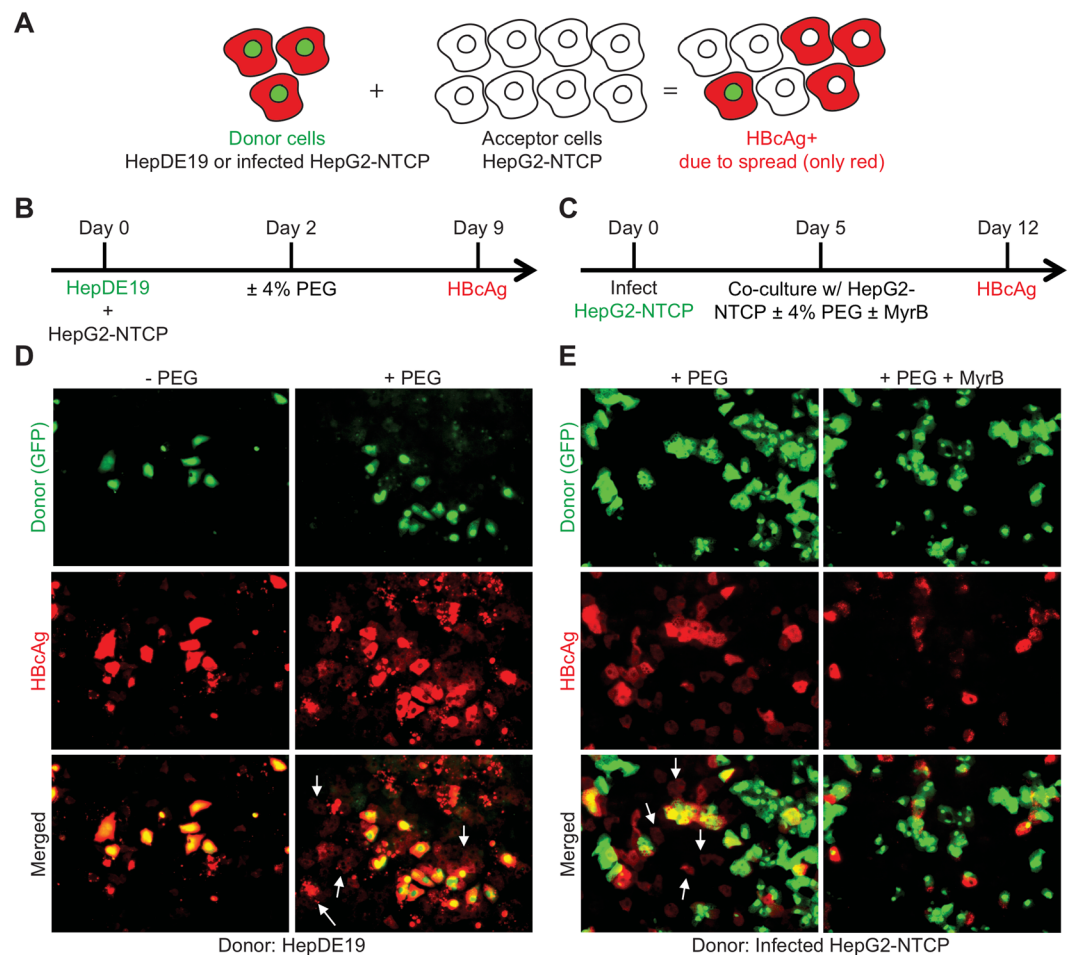 A
+
=
Donor cells
HepDE19 or infected HepG2-NTCP
Acceptor cells
HepG2-NTCP
HBcAg+
due to spread (only red)
B
Day 0
Day 2
Day 9
HepDE19
+
HepG2-NTCP
± 4% PEG
HBcAg
C
Day 0
Day 5
Day 12
Infect
HepG2-NTCP
Co-culture w/ HepG2-
NTCP ± 4% PEG ± MyrB
HBcAg
D
- PEG
+ PEG
Donor (GFP)
HBcAg
Merged
Donor: HepDE19
E
+ PEG
+ PEG + MyrB
Donor (GFP)
HBcAg
Merged
Donor: Infected HepG2-NTCP